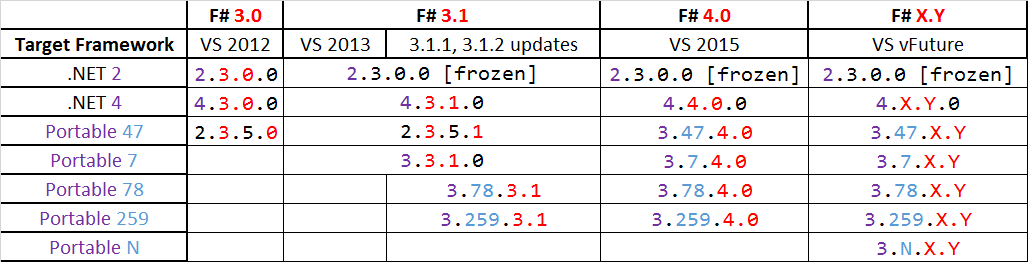 F# 3.0 F# 3.1 F# 4.0 F# X.Y
Target Framework VS 2012 VS 2013 3.1.1, 3.1.2 updates VS 2015 VS vFuture
.NET 2 2.3.0.0 2.3.0.0 [frozen] 2.3.0.0 [frozen] 2.3.0.0 [frozen]
.NET 4 4.3.0.0 4.3.1.0 4.4.0.0 4.X.Y.0
Portable 47 2.3.5.0 2.3.5.1 3.47.4.0 3.47.X.Y
Portable 7 3.3.1.0 3.7.4.0 3.7.X.Y
Portable 78 3.78.3.1 3.78.4.0 3.78.X.Y
Portable 259 3.259.3.1 3.259.4.0 3.259.X.Y
Portable N 3.N.X.Y